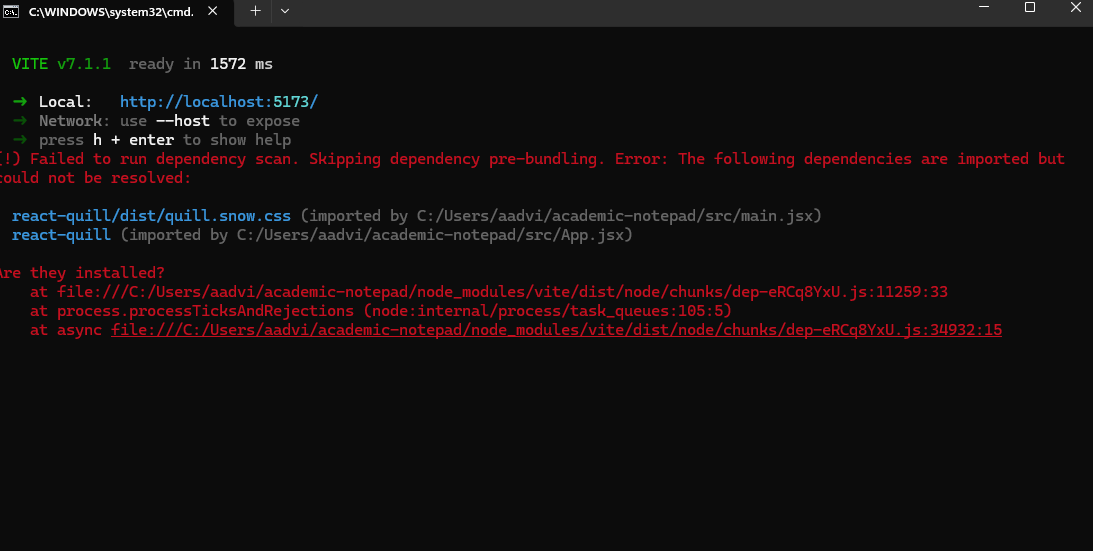 C:\WINDOWS\system32\cmd.
VITE v7.1.1 ready in 1572 ms
➜ Local: http://localhost:5173/
➜ Network: use --host to expose
➜ press h + enter to show help
(!) Failed to run dependency scan. Skipping dependency pre-bundling. Error: The following dependencies are imported but
could not be resolved:
react-quill/dist/quill.snow.css (imported by C:/Users/aadvi/academic-notepad/src/main.jsx)
react-quill (imported by C:/Users/aadvi/academic-notepad/src/App.jsx)
Are they installed?
at file:///C:/Users/aadvi/academic-notepad/node_modules/vite/dist/node/chunks/dep-eRCq8YxU.js:11259:33
at process.processTicksAndRejections (node:internal/process/task_queues:105:5)
at async file:///C:/Users/aadvi/academic-notepad/node_modules/vite/dist/node/chunks/dep-eRCq8YxU.js:34932:15